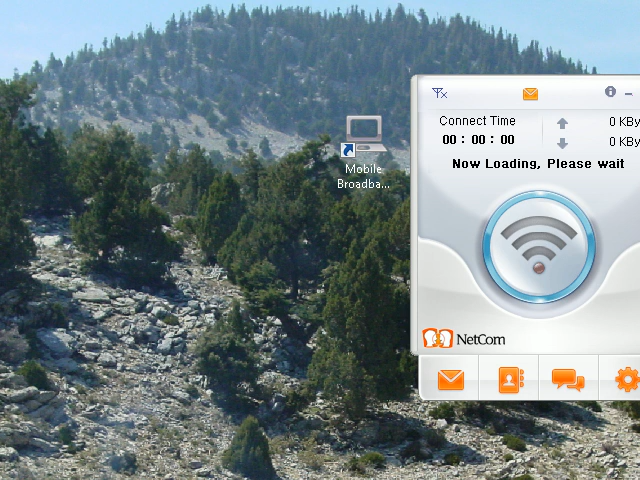 Connect Time
0 KBy
00 : 00 : 00
0 KBy
Now Loading, Please wait
Mobile
Broadba...
NetCom